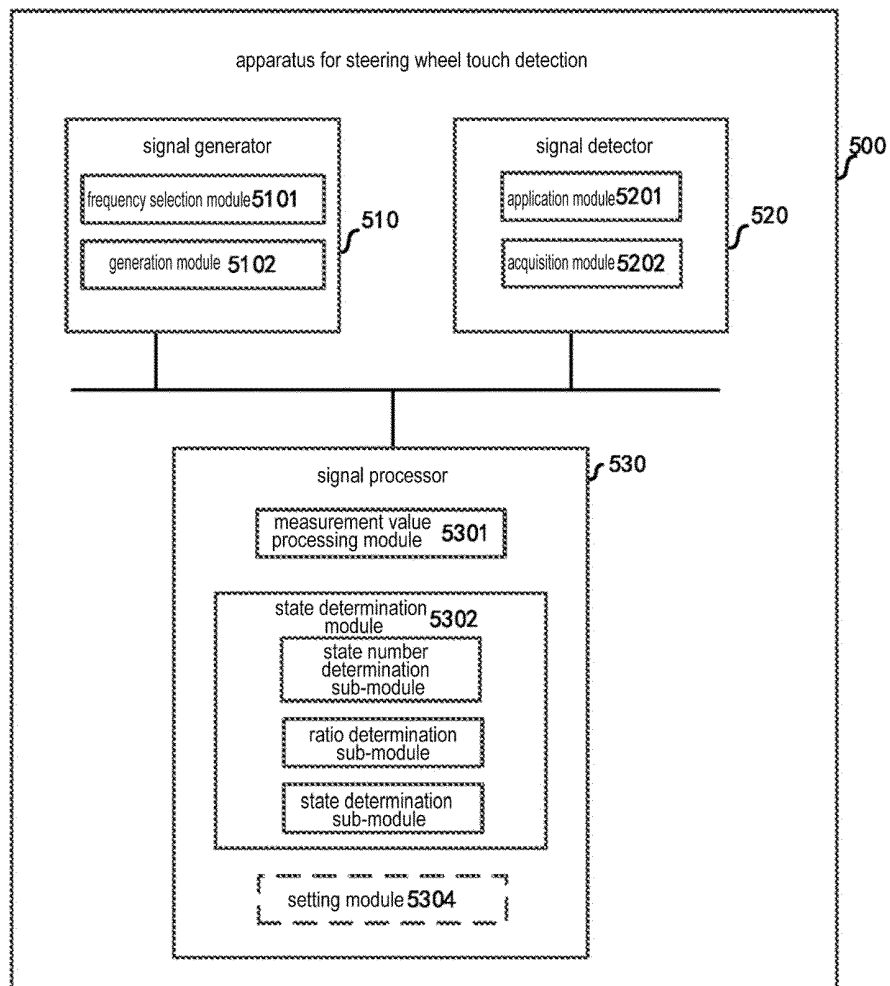 apparatus for steering wheel touch detection
signal generator
frequency selection module 5101
generation module 5102
510
signal detector
application module 5201
acquisition module 5202
520
500
signal processor
530
measurement value
processing module 5301
state determination
module 5302
state number
determination
sub-module
ratio determination
sub-module
state determination
sub-module
setting module 5304